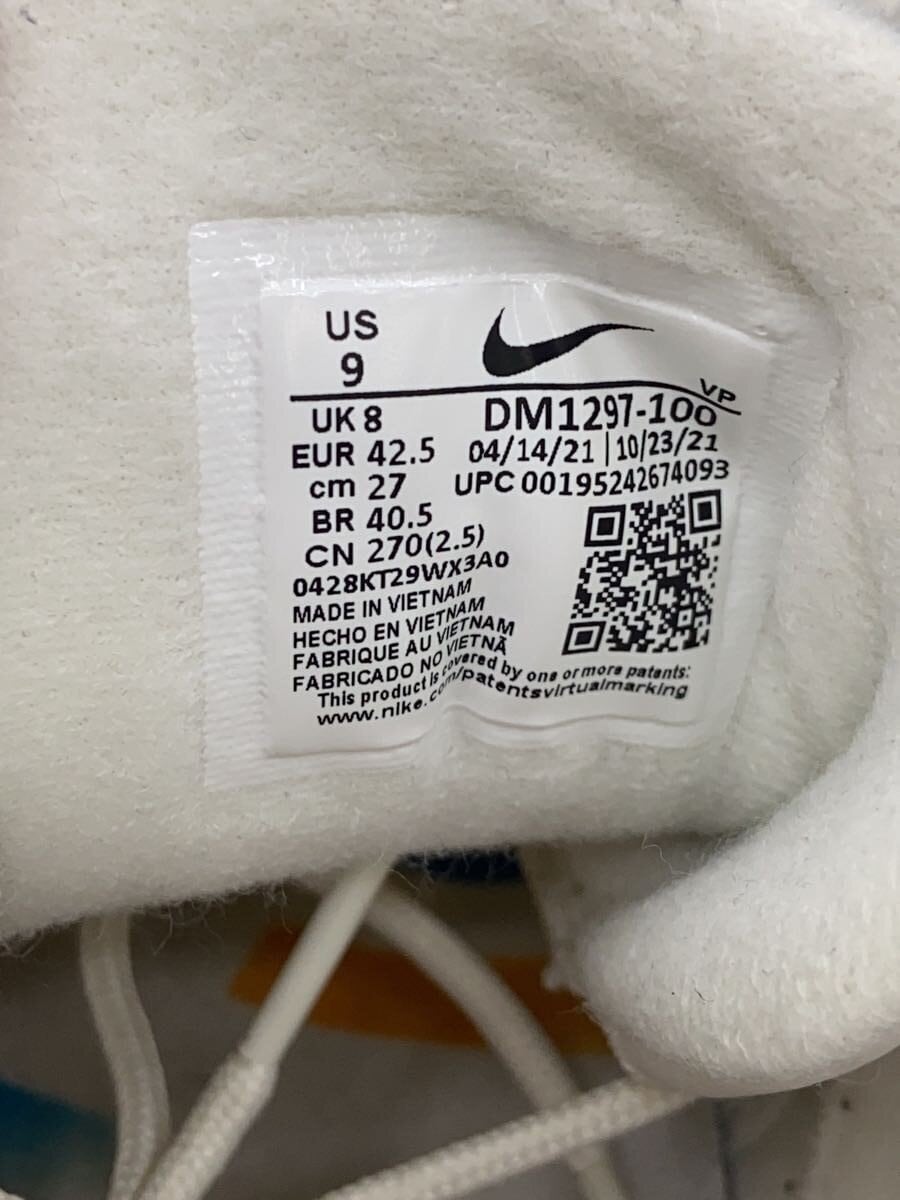 US
9
VP
UK 8
DM1297-100
EUR 42.5
04/14/21 | 10/23/21
cm 27
UPC 00195242674093
BR 40.5
CN 270(2.5)
0428KT29WX3A0
MADE IN VIETNAM
HECHO EN VIETNAM
FABRIQUE AU VIETNAM
FABRICADO NO VIETNÃ
This product is covered by one or more patents:
www.nike.com/patentsvirtualmarking